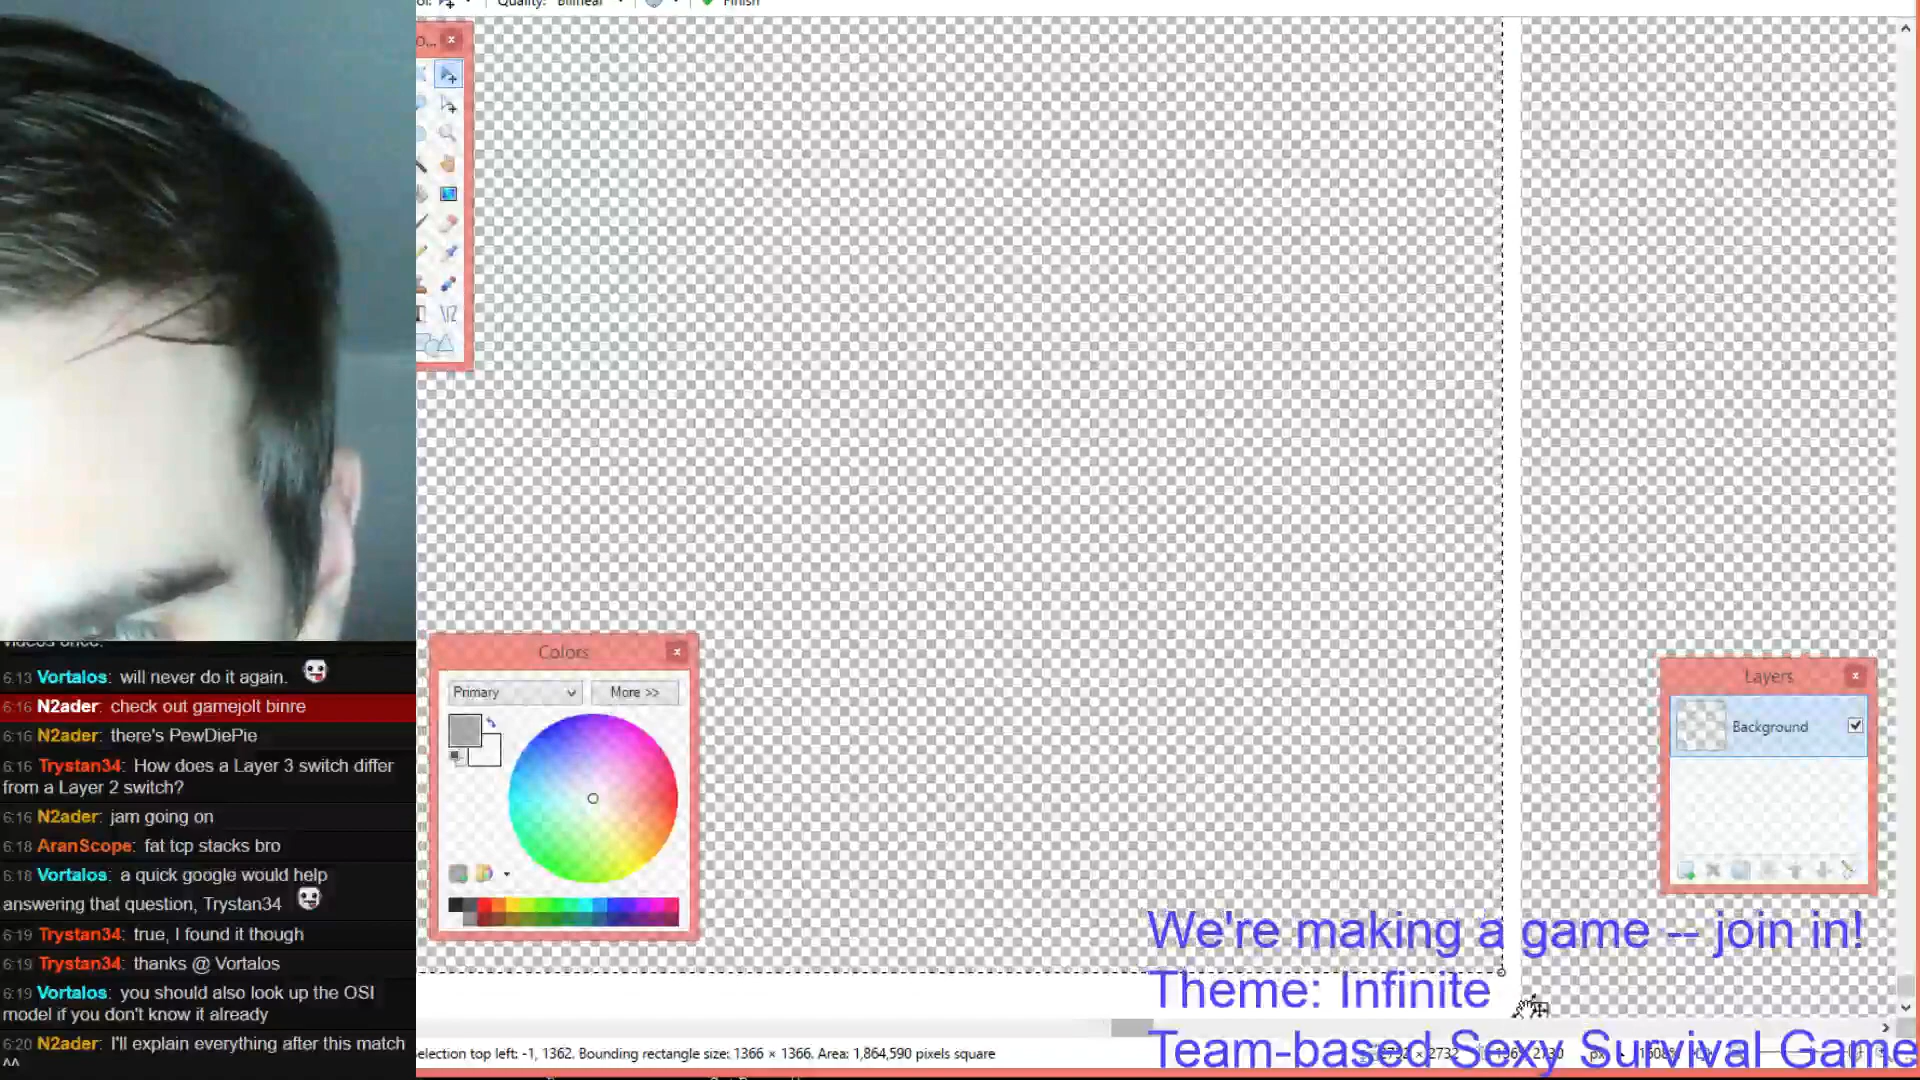 Quality: Bilinear Finish
Colors
Primary More >>
Layers
Background
6:13 Vortalos: will never do it again.
6:16 N2ader: check out gamejolt binre
6:16 N2ader: there's PewDiePie
6:16 Trystan34: How does a Layer 3 switch differ
from a Layer 2 switch?
6:16 N2ader: jam going on
6:18 AranScope: fat tcp stacks bro
6:18 Vortalos: a quick google would help
answering that question, Trystan34
6:19 Trystan34: true, I found it though
6:19 Trystan34: thanks @ Vortalos
6:19 Vortalos: you should also look up the OSI
model if you don't know it already
6:20 N2ader: I'll explain everything after this match
^^
We're making a game -- join in!
Theme: Infinite
Team-based Sexy Survival Game
election top left: -1, 1362. Bounding rectangle size: 1366 × 1366. Area: 1,864,590 pixels square